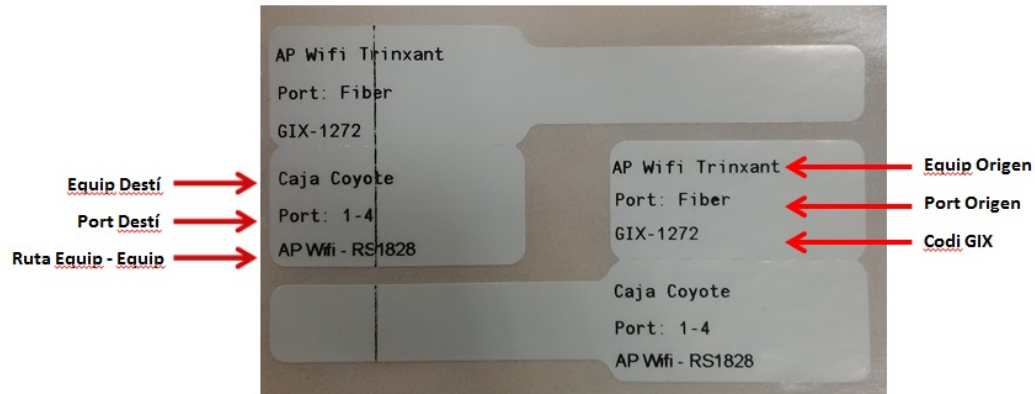 AP Wifi Trinxant
Port: Fiber
GIX-1272
Caja Coyote
Port: 1-4
AP Wifi - RS1828
Equip Destí
Port Destí
Ruta Equip - Equip
AP Wifi Trinxant
Port: Fiber
GIX-1272
Caja Coyote
Port: 1-4
AP Wifi - RS1828
Equip Origen
Port Origen
Codi GIX